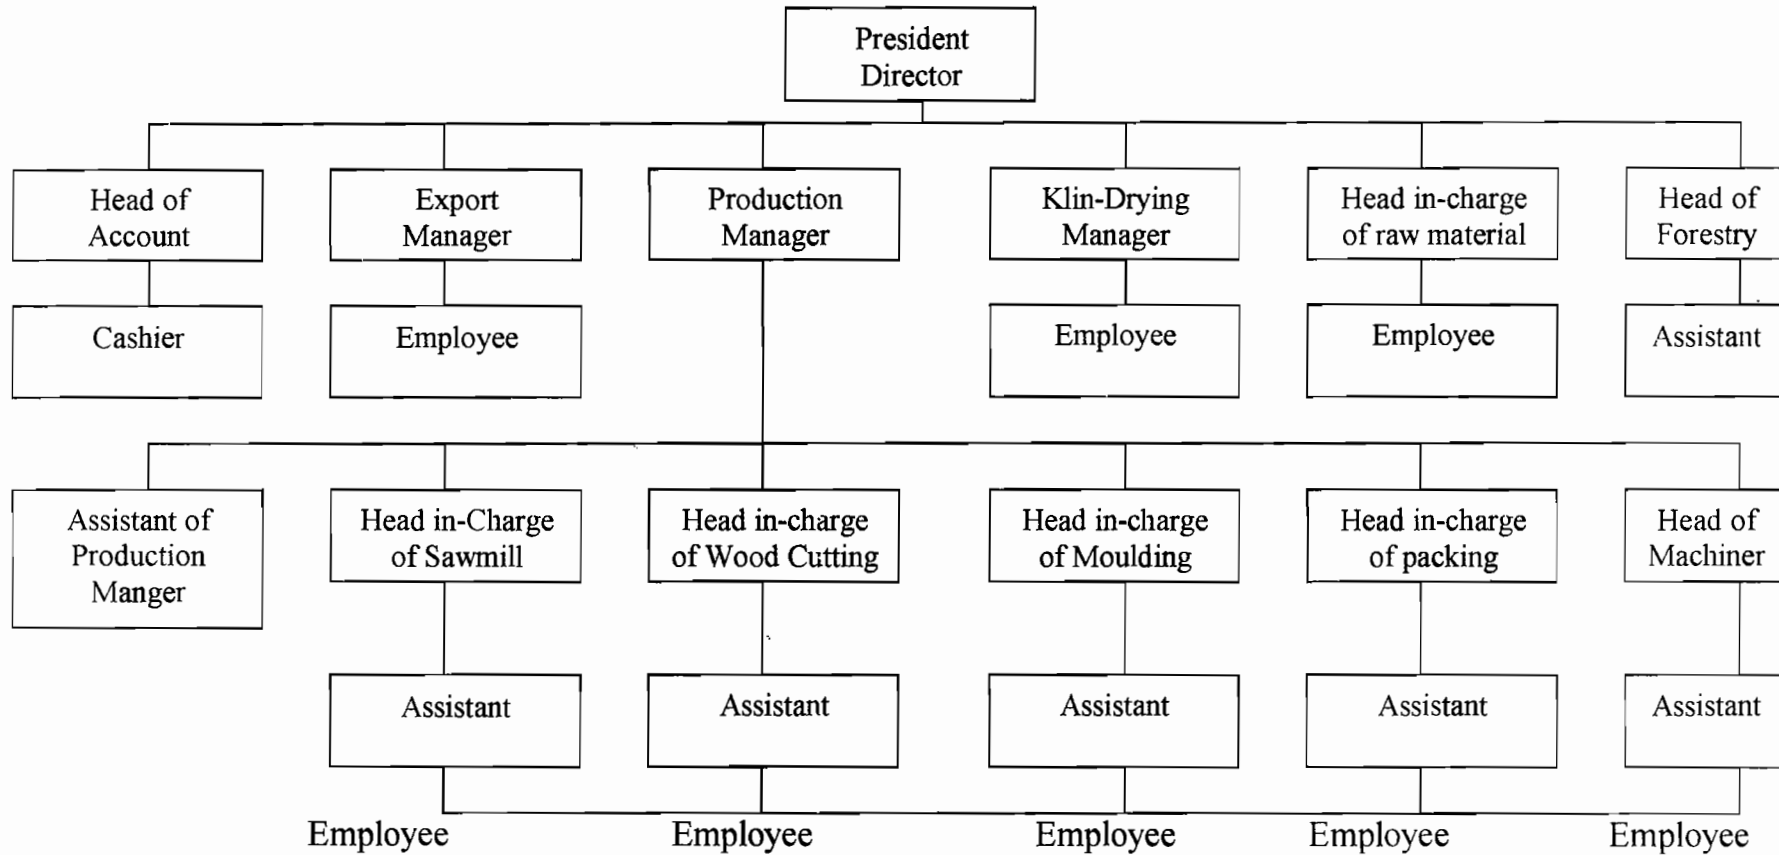 President
Director
Head of
Account
Export
Manager
Production
Manager
Klin-Drying
Manager
Head in-charge
of raw material
Head of
Forestry
Cashier
Employee
Employee
Employee
Assistant
Assistant of
Production
Manger
Head in-Charge
of Sawmill
Head in-charge
of Wood Cutting
Head in-charge
of Moulding
Head in-charge
of packing
Head of
Machiner
Assistant
Assistant
Assistant
Assistant
Assistant
Employee
Employee
Employee
Employee
Employee